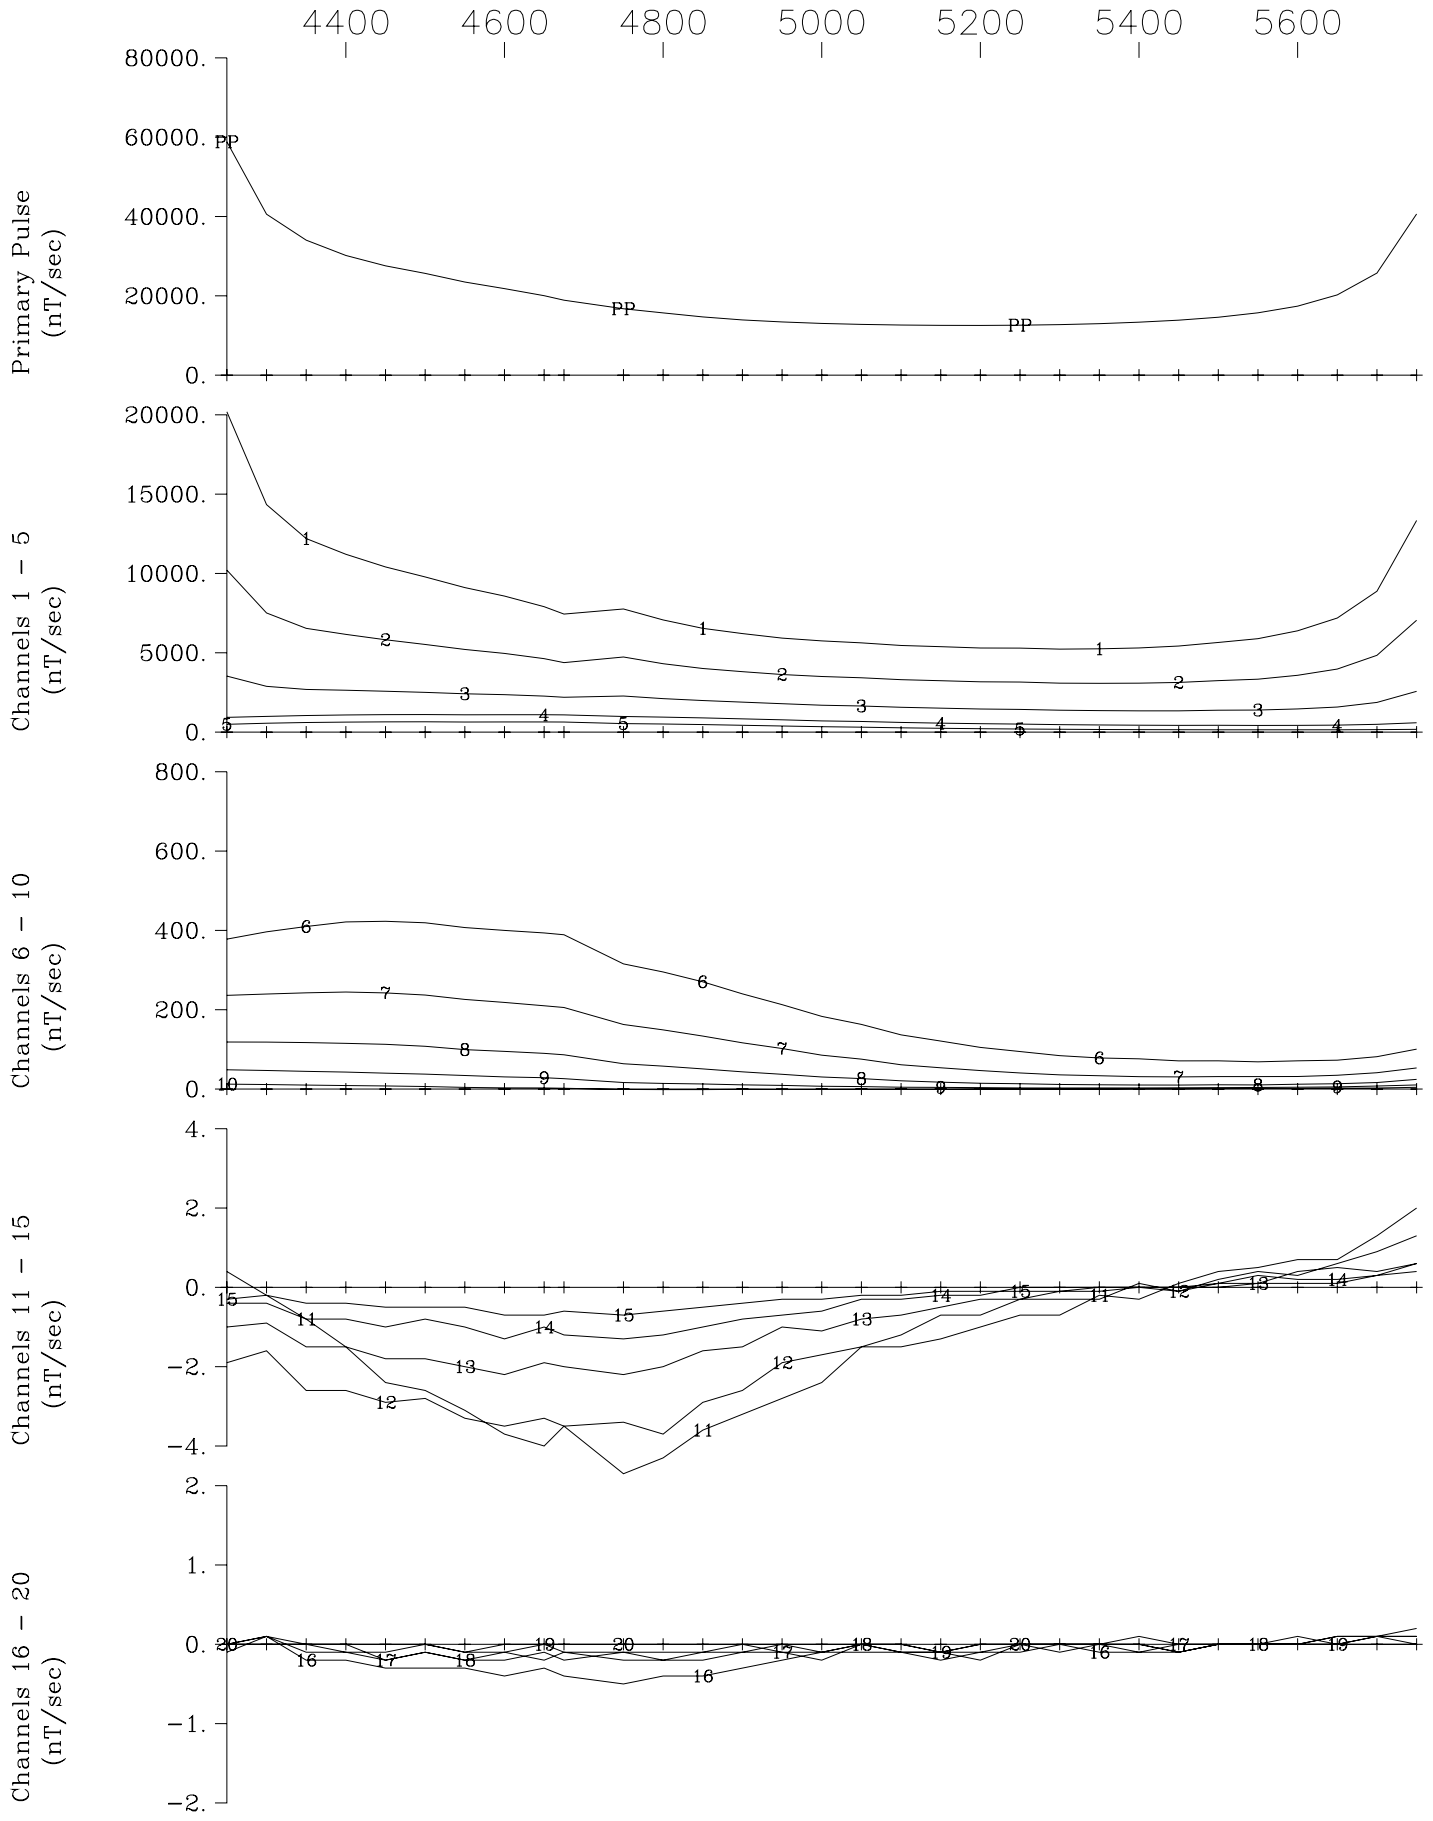 4400 4600 4800 5000 5200 5400 5600
Primary Pulse
(nT/sec)
80000.
60000.
40000.
20000.
0.
PP PP PP
Channels 1 - 5
(nT/sec)
20000.
15000.
10000.
5000.
0.
1 1 1
2 2 2
3 3 3
4 4 4
5 5 5
Channels 6 - 10
(nT/sec)
800.
600.
400.
200.
0.
6 6 6
7 7 7
8 8 8
9 9 9
10
Channels 11 - 15
(nT/sec)
4.
2.
0.
-2.
-4.
11 11 11
12 12 12
13 13 13
14 14 14
15 15 15
Channels 16 - 20
(nT/sec)
2.
1.
0.
-1.
-2.
16 16 16
17 17 17
18 18 18
19 19 19
20 20 20